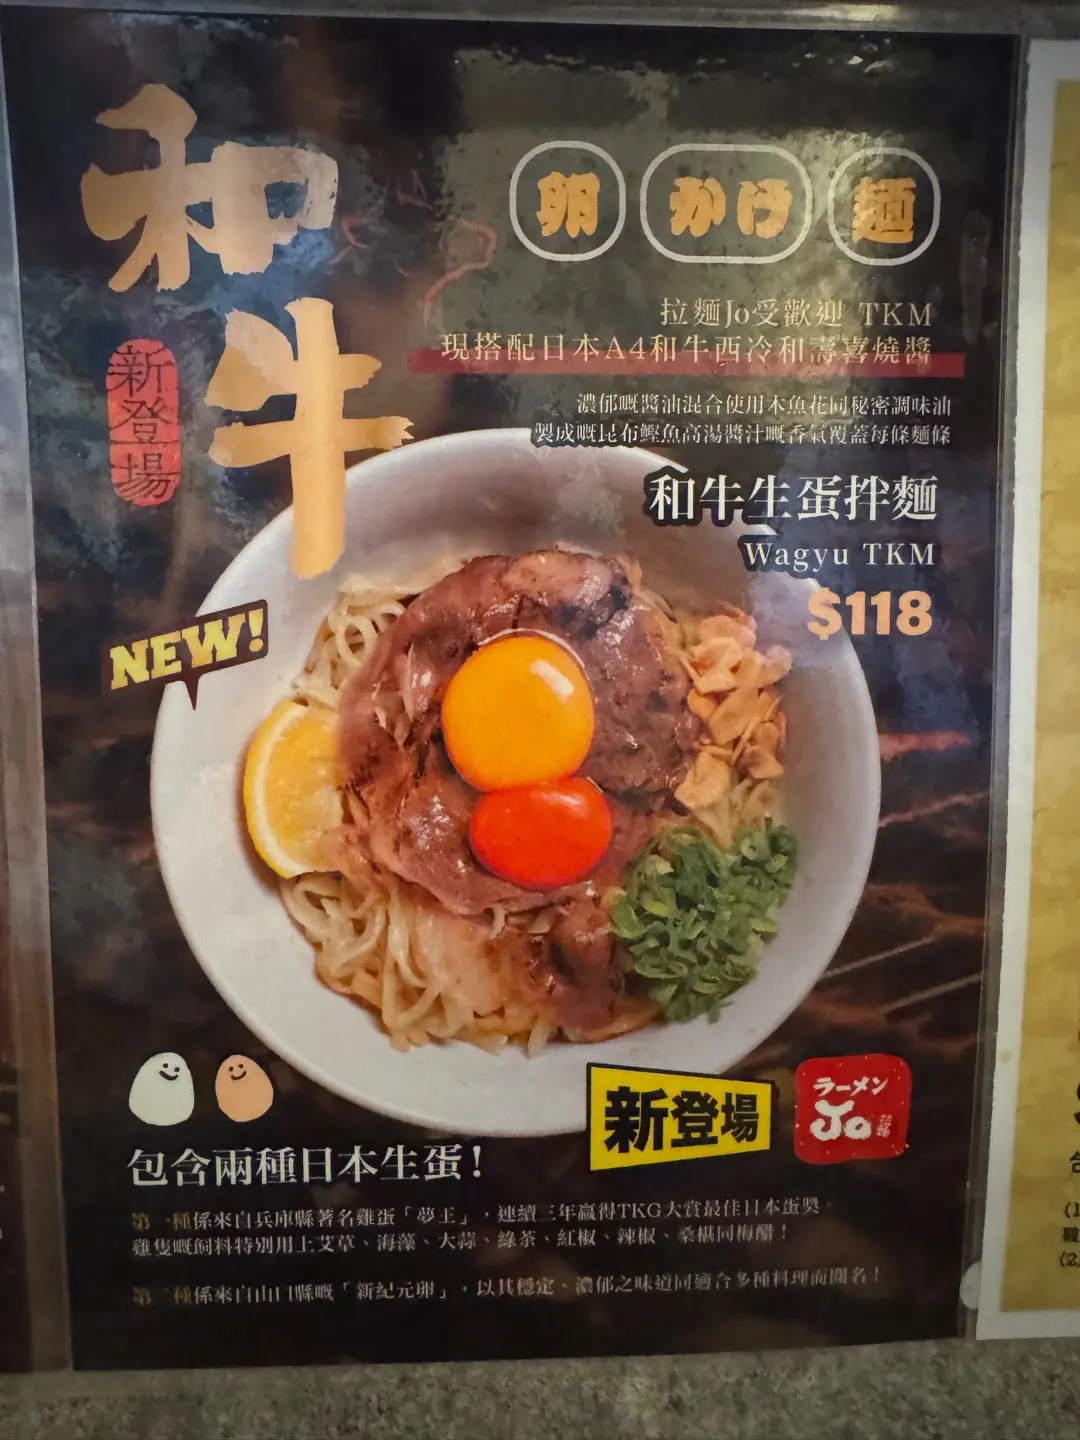 和牛
新登場
卵かけ麺
拉麵Jo受歡迎 TKM
現搭配日本A4和牛西冷和壽喜燒醬
濃郁嘅醬油混合使用木魚花同秘密調味油
製成嘅昆布鰹魚高湯醬汁嘅香氣覆蓋每條麵條
和牛生蛋拌麵
Wagyu TKM
$118
NEW!
新登場
ラーメン
Jo
包含兩種日本生蛋!
第一種係來自兵庫縣著名雞蛋「夢王」, 連續三年贏得TKG大賞最佳日本蛋獎。
雞隻嘅飼料特別用上艾草、海藻、大蒜、綠茶、紅椒、辣椒、桑椹同梅醋!
第二種係來自山口縣嘅「新紀元卵」, 以其穩定、濃郁之味道同適合多種料理而聞名!
(1
(2